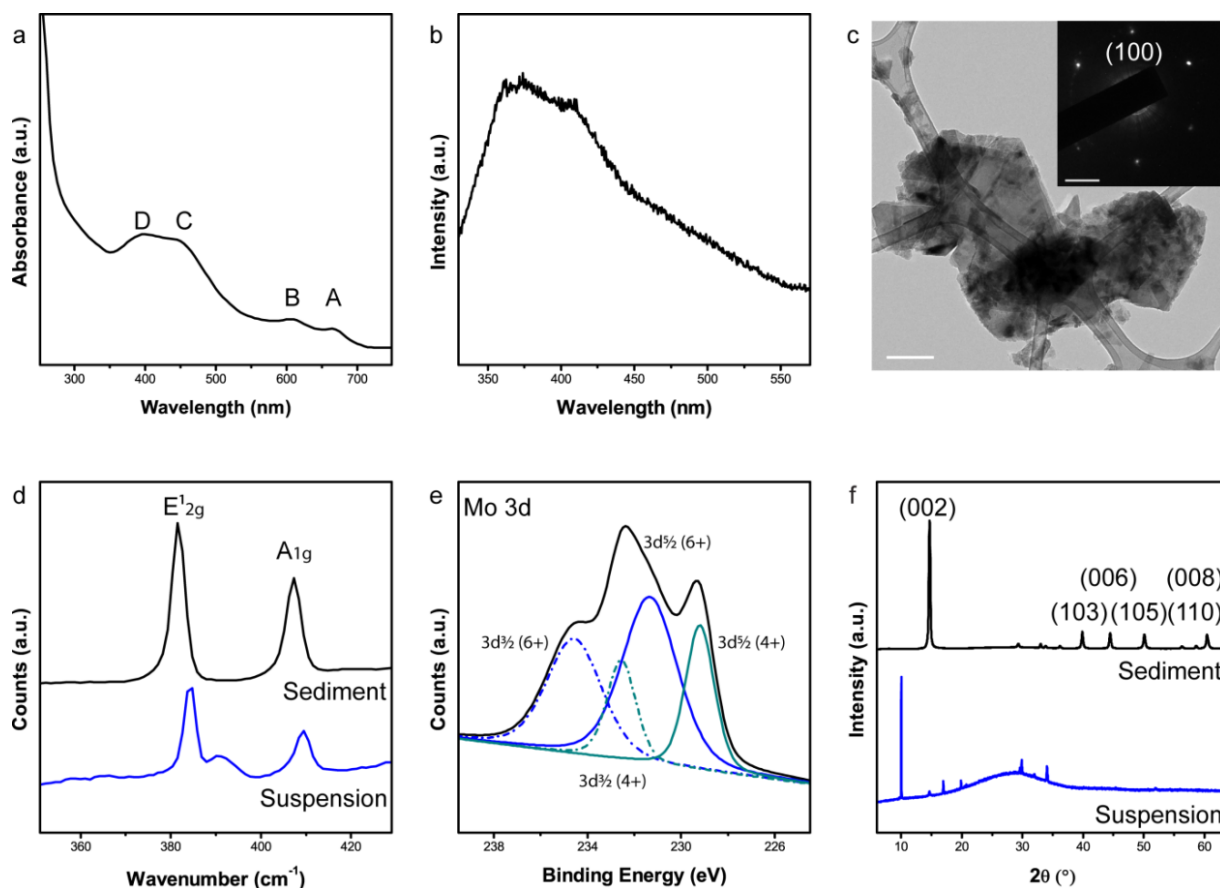 a
Absorbance (a.u.)
D
C
B
A
250 300 400 500 600 700
Wavelength (nm)
b
Intensity (a.u.)
350 400 450 500 550
Wavelength (nm)
c
(100)
d
Counts (a.u.)
E¹2g
A1g
Sediment
Suspension
360 380 400 420
Wavenumber (cm⁻¹)
e
Mo 3d
Counts (a.u.)
3d⁵⁄₂ (6+)
3d³⁄₂ (6+)
3d⁵⁄₂ (4+)
3d³⁄₂ (4+)
238 234 230 226
Binding Energy (eV)
f
Intensity (a.u.)
(002)
(006) (008)
(103) (105) (110)
Sediment
Suspension
10 20 30 40 50 60
2θ (°)